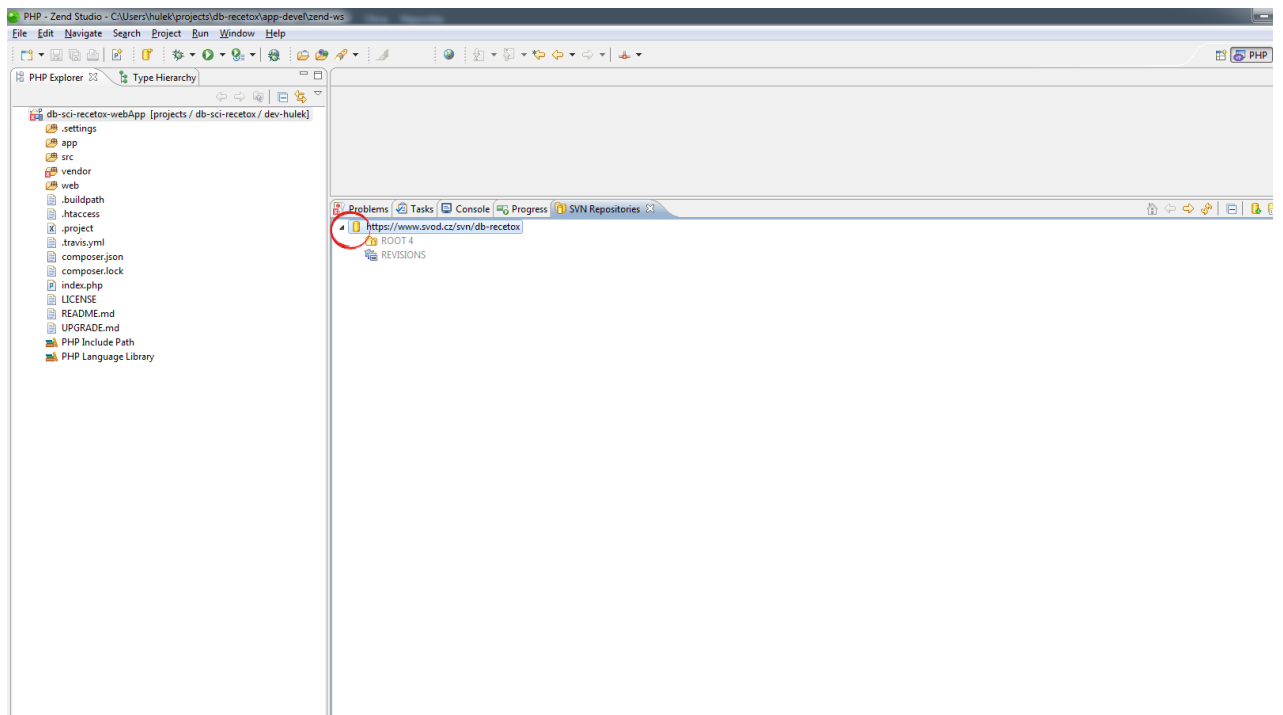 PHP - Zend Studio - C:\Users\hulek\projects\db-recetox\app-devel\zend-ws
File Edit Navigate Search Project Run Window Help
PHP
PHP Explorer Type Hierarchy
db-sci-recetox-webApp [projects / db-sci-recetox / dev-hulek]
.settings
app
src
vendor
web
.buildpath
.htaccess
.project
.travis.yml
composer.json
composer.lock
index.php
LICENSE
README.md
UPGRADE.md
PHP Include Path
PHP Language Library
Problems Tasks Console Progress SVN Repositories
https://www.svod.cz/svn/db-recetox
ROOT 4
REVISIONS